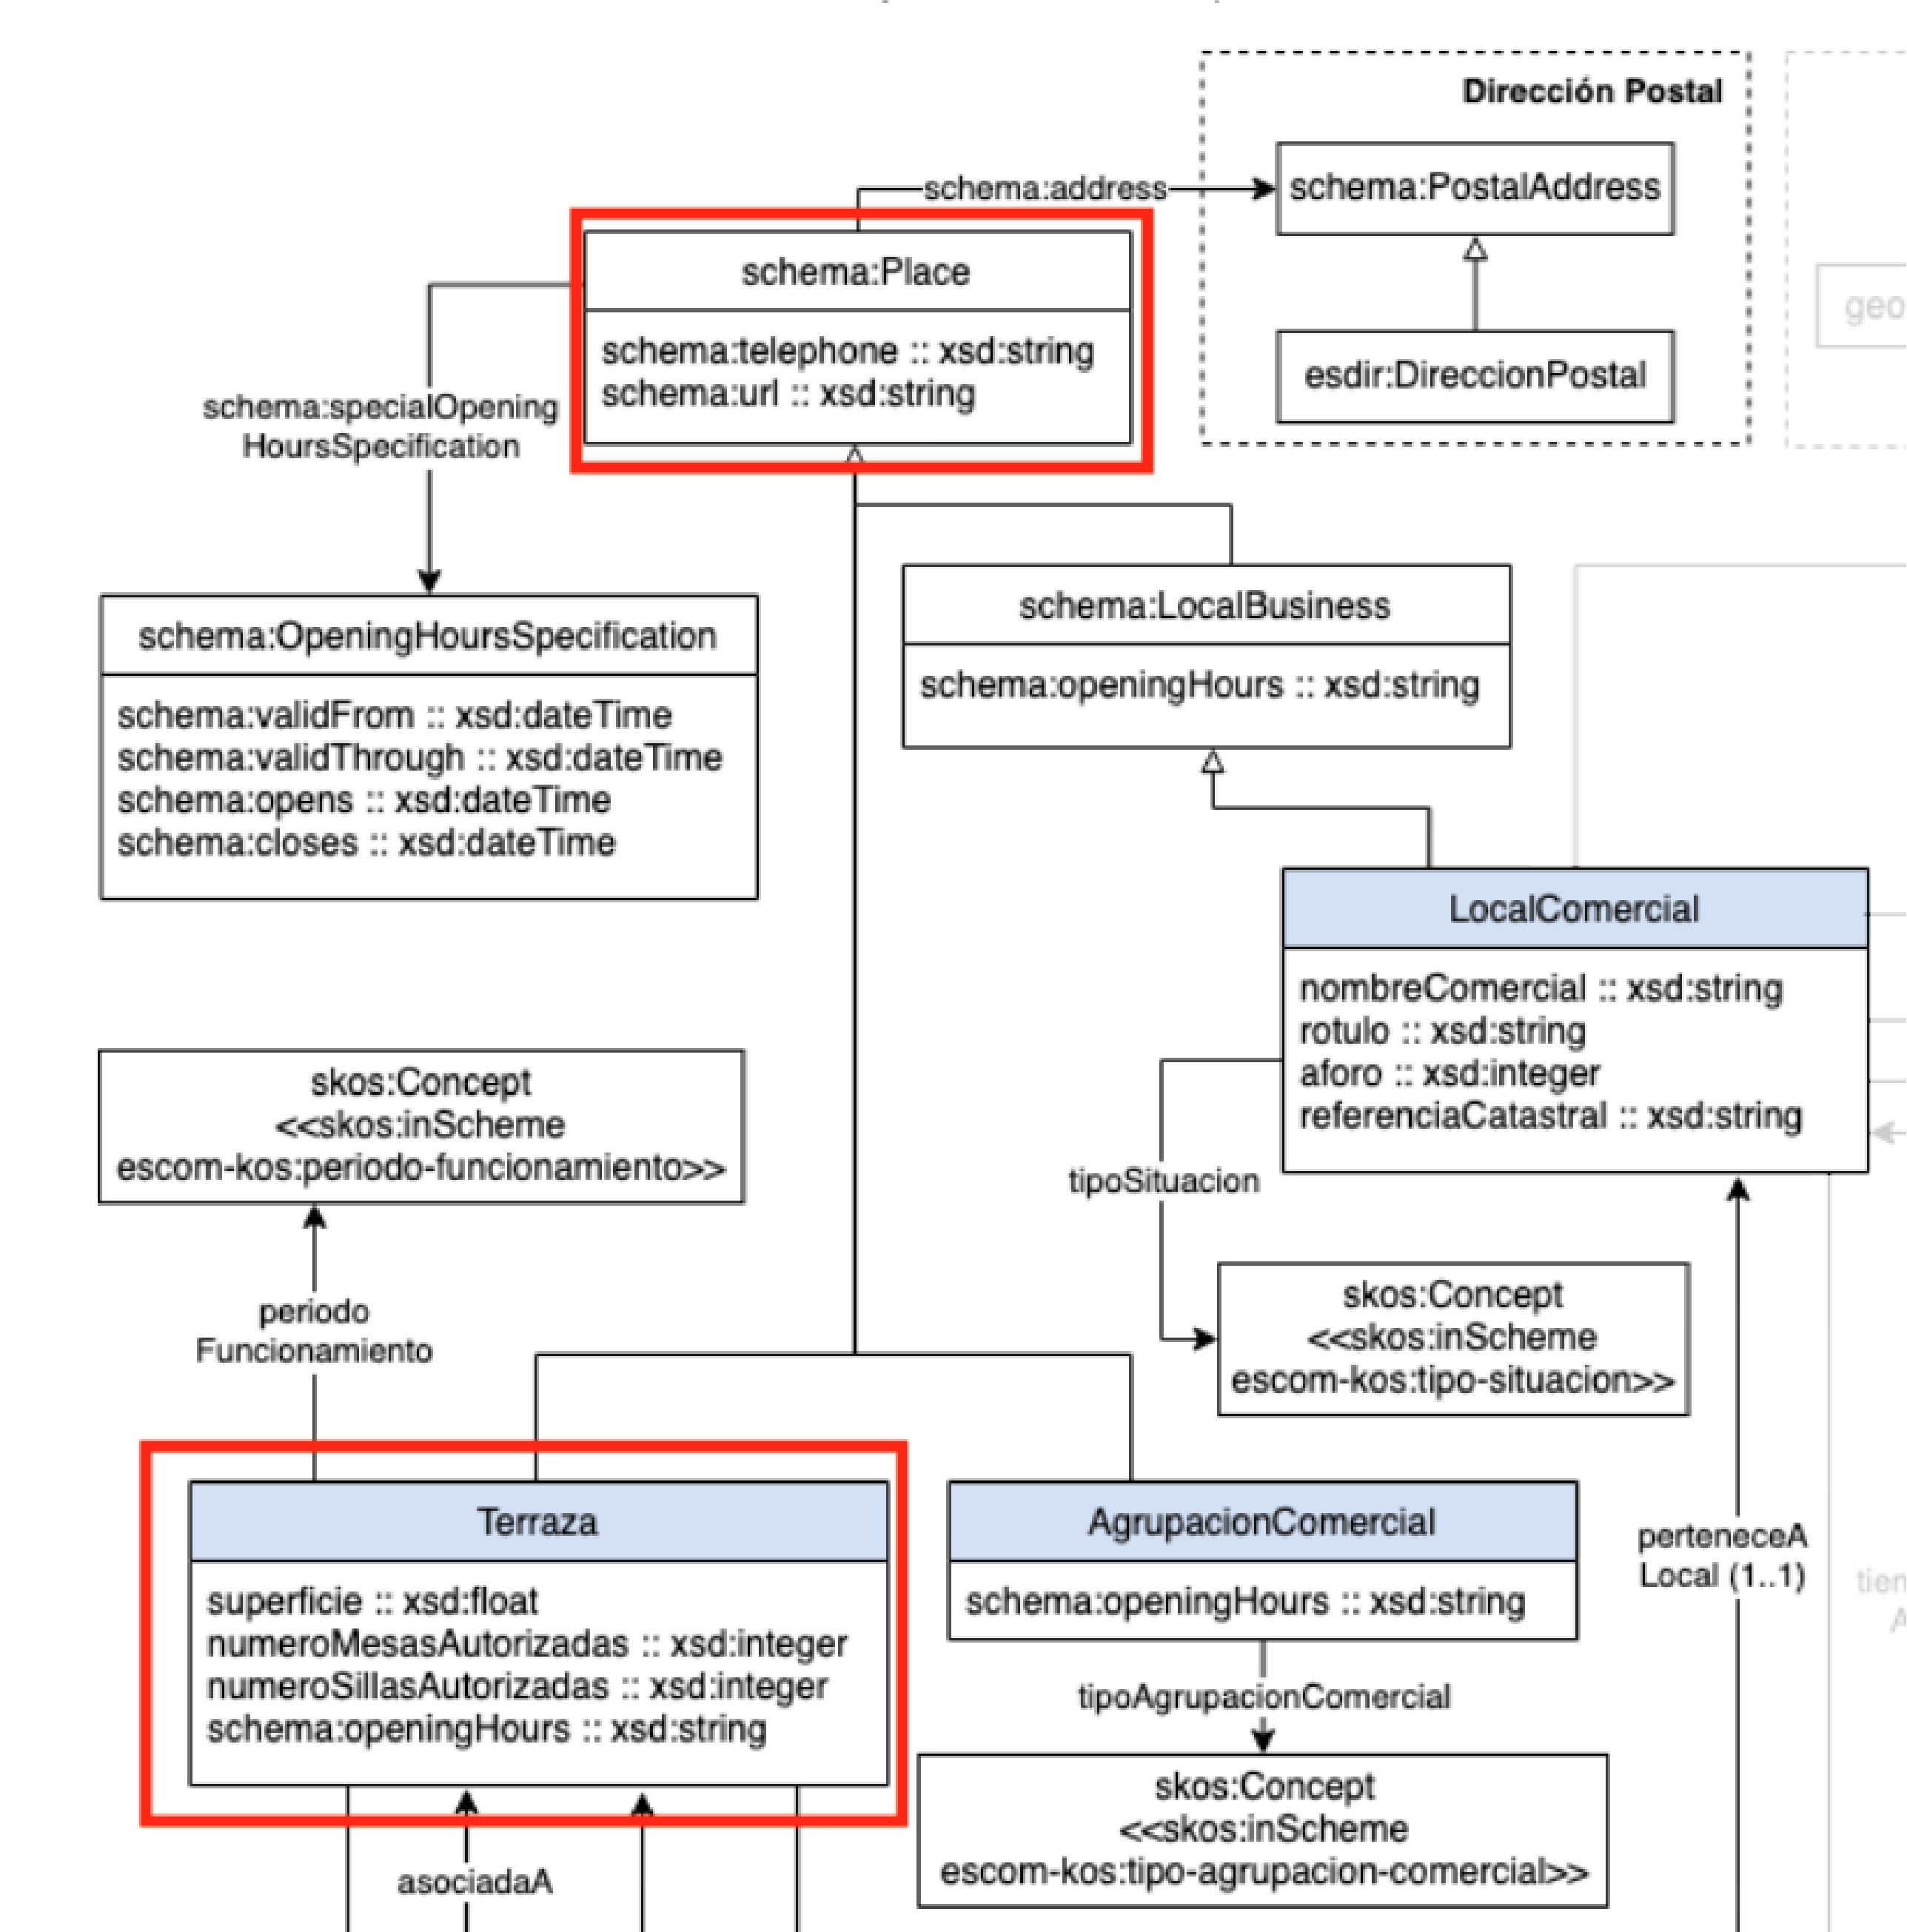 Dirección Postal
schema:address
schema:PostalAddress
schema:Place
schema:telephone :: xsd:string
schema:url :: xsd:string
geo
esdir:DireccionPostal
schema:specialOpening
HoursSpecification
schema:OpeningHoursSpecification
schema:validFrom :: xsd:dateTime
schema:validThrough :: xsd:dateTime
schema:opens :: xsd:dateTime
schema:closes :: xsd:dateTime
schema:LocalBusiness
schema:openingHours :: xsd:string
LocalComercial
nombreComercial :: xsd:string
rotulo :: xsd:string
aforo :: xsd:integer
referenciaCatastral :: xsd:string
skos:Concept
<<skos:inScheme
escom-kos:periodo-funcionamiento>>
tipoSituacion
periodo
Funcionamiento
skos:Concept
<<skos:inScheme
escom-kos:tipo-situacion>>
Terraza
superficie :: xsd:float
numeroMesasAutorizadas :: xsd:integer
numeroSillasAutorizadas :: xsd:integer
schema:openingHours :: xsd:string
AgrupacionComercial
schema:openingHours :: xsd:string
perteneceA
Local (1..1)
tien
A
tipoAgrupacionComercial
skos:Concept
<<skos:inScheme
escom-kos:tipo-agrupacion-comercial>>
asociadaA